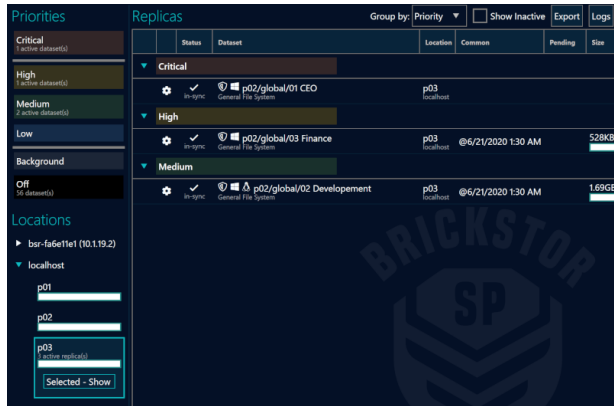 Priorities
Critical
1 active dataset(s)
High
1 active dataset(s)
Medium
2 active dataset(s)
Low
Background
Off
56 dataset(s)
Locations
bsr-fa6e11e1 (10.1.19.2)
localhost
p01
p02
p03
1 active replica(s)
Selected - Show
Replicas
Group by: Priority Show Inactive Export Logs
Status Dataset Location Common Pending Size
Critical
in-sync
p02/global/01 CEO
General File System
p03
localhost
High
in-sync
p02/global/03 Finance
General File System
p03
localhost
@6/21/2020 1:30 AM
528KB
Medium
in-sync
p02/global/02 Developement
General File System
p03
localhost
@6/21/2020 1:30 AM
1.69GB
BRICKSTOR
SP